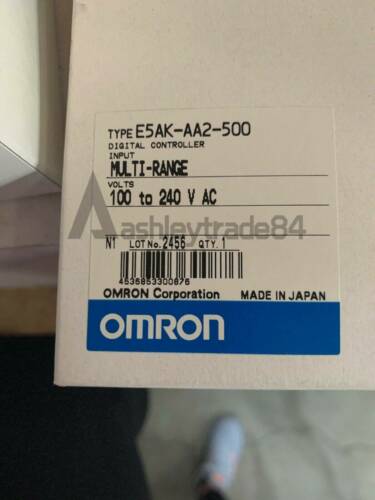 TYPE E5AK-AA2-500
DIGITAL CONTROLLER
INPUT
MULTI-RANGE
VOLTS
100 to 240 V AC
ashleytrade84
N1 LOT No. 2456 QTY. 1
4536853300876
OMRON Corporation MADE IN JAPAN
OMRON